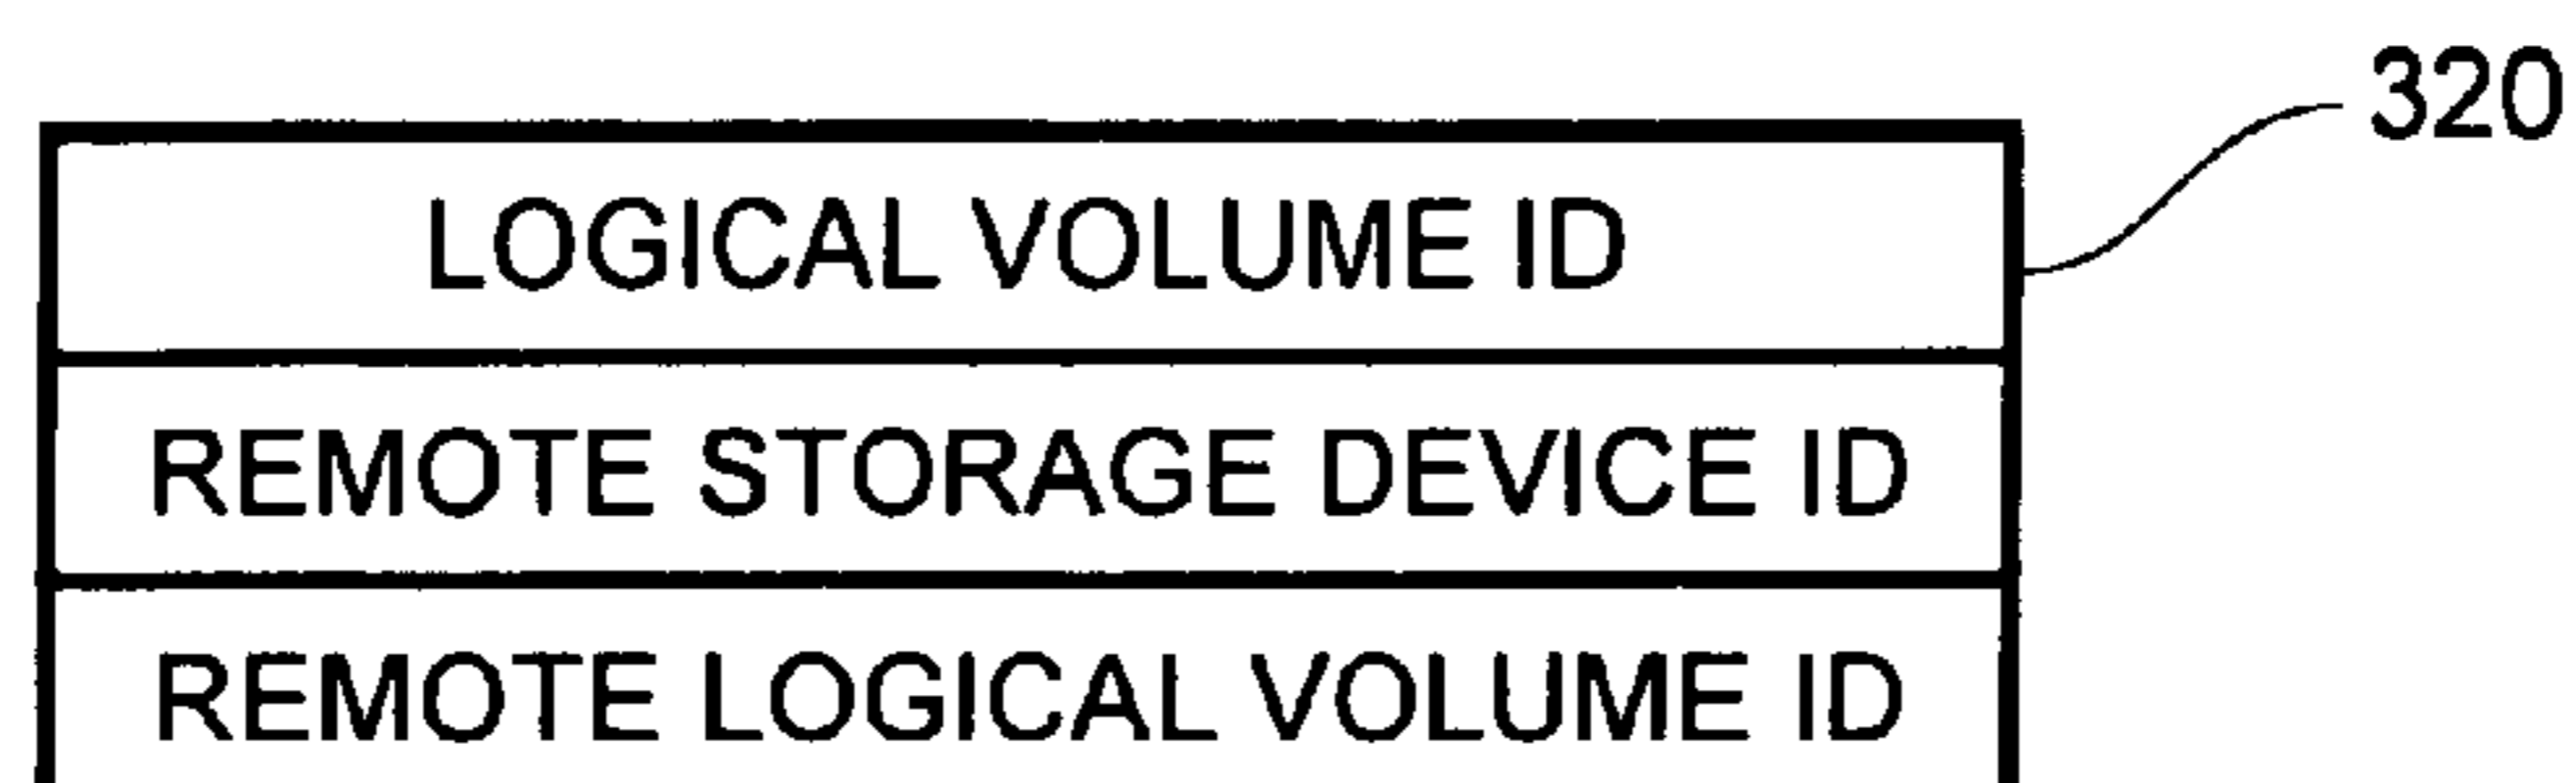 320
LOGICAL VOLUME ID
REMOTE STORAGE DEVICE ID
REMOTE LOGICAL VOLUME ID